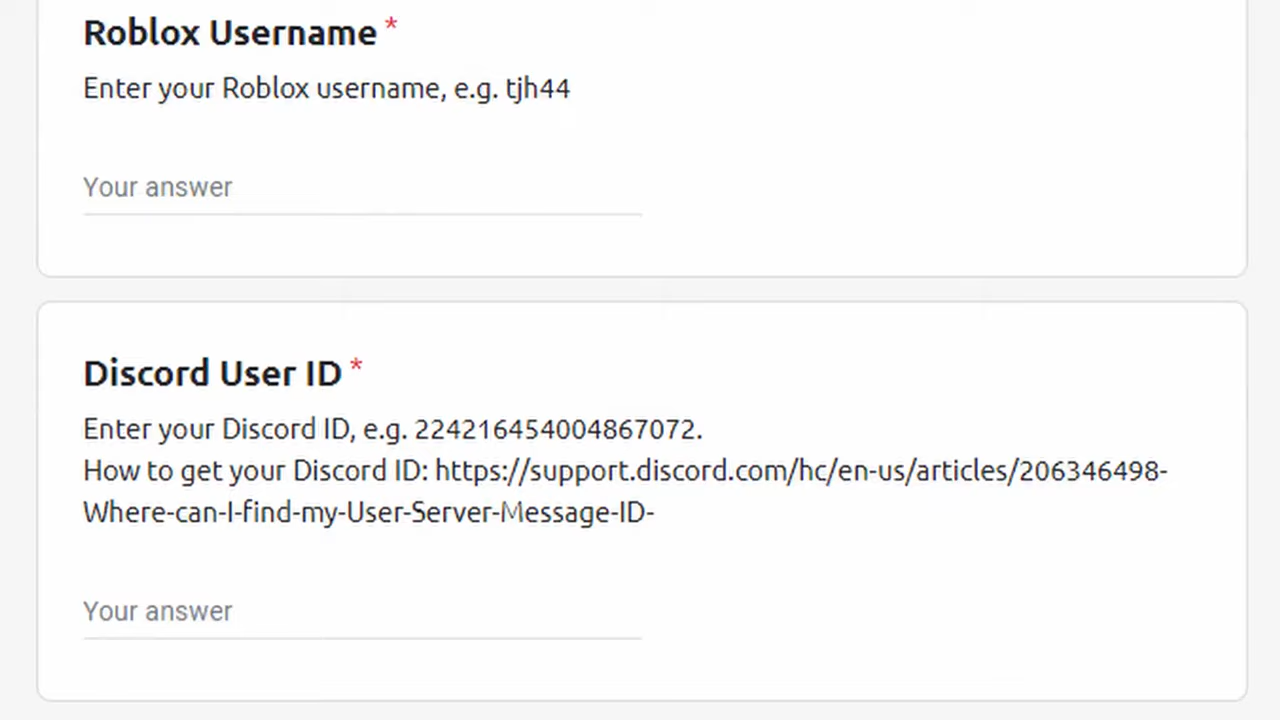 Roblox Username *
Enter your Roblox username, e.g. tjh44
Your answer
Discord User ID *
Enter your Discord ID, e.g. 224216454004867072.
How to get your Discord ID: https://support.discord.com/hc/en-us/articles/206346498-
Where-can-I-find-my-User-Server-Message-ID-
Your answer